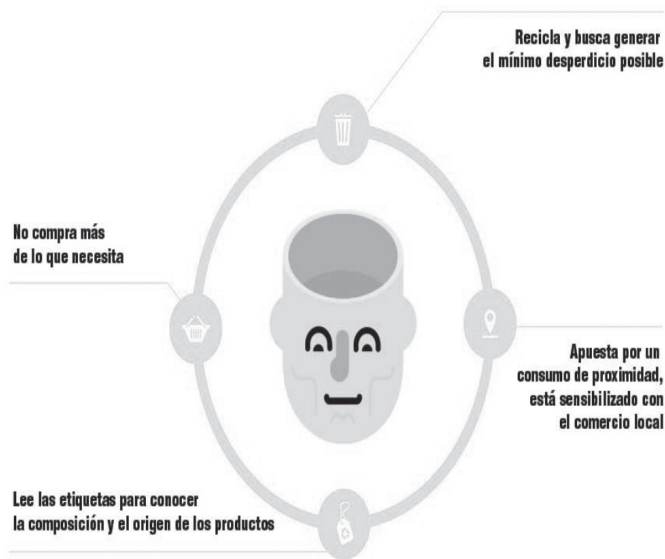 Recicla y busca generar
el mínimo desperdicio posible
No compra más
de lo que necesita
Apuesta por un
consumo de proximidad,
está sensibilizado con
el comercio local
Lee las etiquetas para conocer
la composición y el origen de los productos